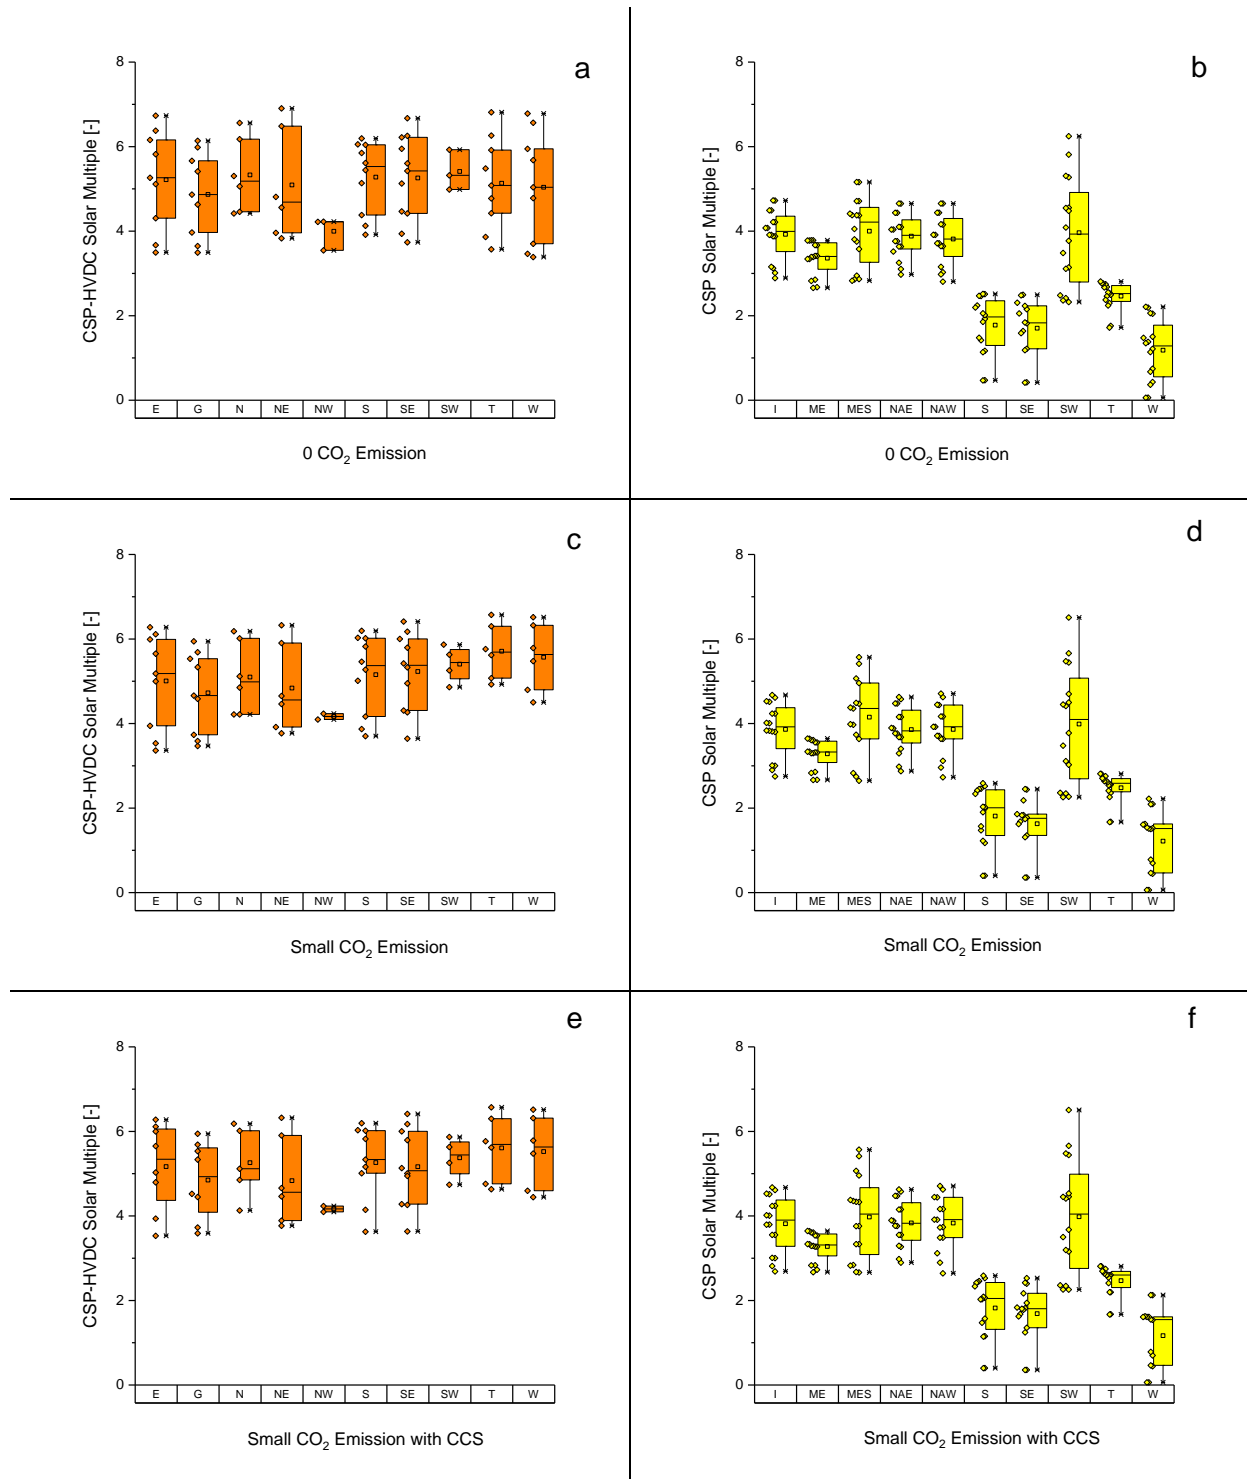 a
CSP-HVDC Solar Multiple [-]
8
6
4
2
0
E G N NE NW S SE SW T W
0 CO₂ Emission
b
CSP Solar Multiple [-]
8
6
4
2
0
I ME MES NAE NAW S SE SW T W
0 CO₂ Emission
c
CSP-HVDC Solar Multiple [-]
8
6
4
2
0
E G N NE NW S SE SW T W
Small CO₂ Emission
d
CSP Solar Multiple [-]
8
6
4
2
0
I ME MES NAE NAW S SE SW T W
Small CO₂ Emission
e
CSP-HVDC Solar Multiple [-]
8
6
4
2
0
E G N NE NW S SE SW T W
Small CO₂ Emission with CCS
f
CSP Solar Multiple [-]
8
6
4
2
0
I ME MES NAE NAW S SE SW T W
Small CO₂ Emission with CCS